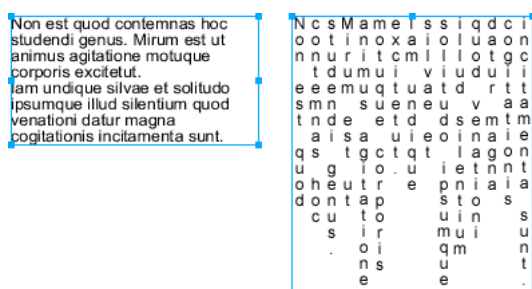 Non est quod contemnas hoc
studendi genus. Mirum est ut
animus agitatione motuque
corporis excitetut.
Iam undique silvae et solitudo
ipsumque illud silentium quod
venationi datur magna
cogitationis incitamenta sunt.
Non est quod
contemnas hoc
studendi genus.
Mirum est ut
animus agitatione
motuque corporis
excitetut.
Iam undique
silvae et
solitudo ipsumque
illud silentium
quod venationi
datur magna
cogitationis
incitamenta sunt.